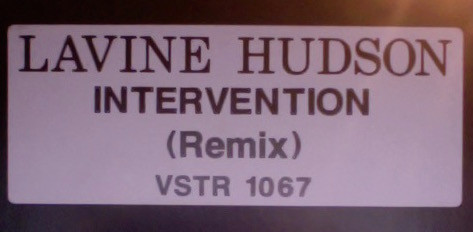 LAVINE HUDSON
INTERVENTION
(Remix)
VSTR 1067